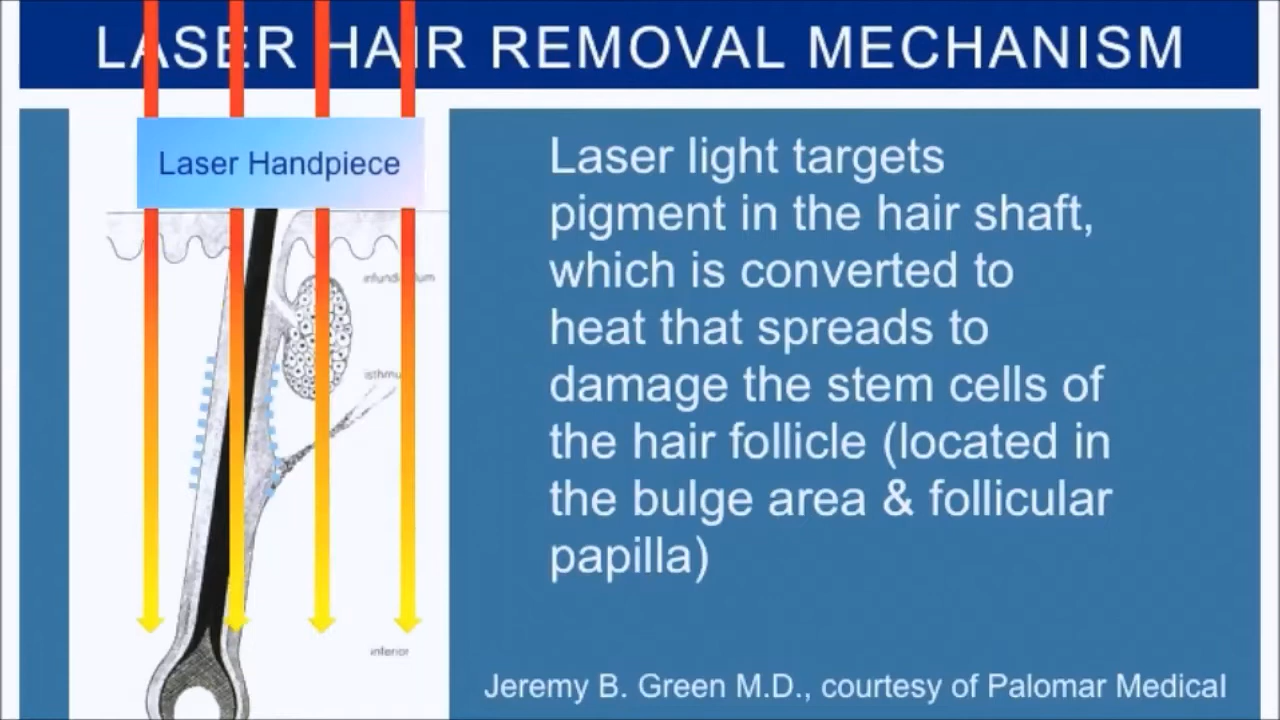 LASER HAIR REMOVAL MECHANISM
Laser Handpiece
Laser light targets
pigment in the hair shaft,
which is converted to
heat that spreads to
damage the stem cells of
the hair follicle (located in
the bulge area & follicular
papilla)
inferior
Jeremy B. Green M.D., courtesy of Palomar Medical